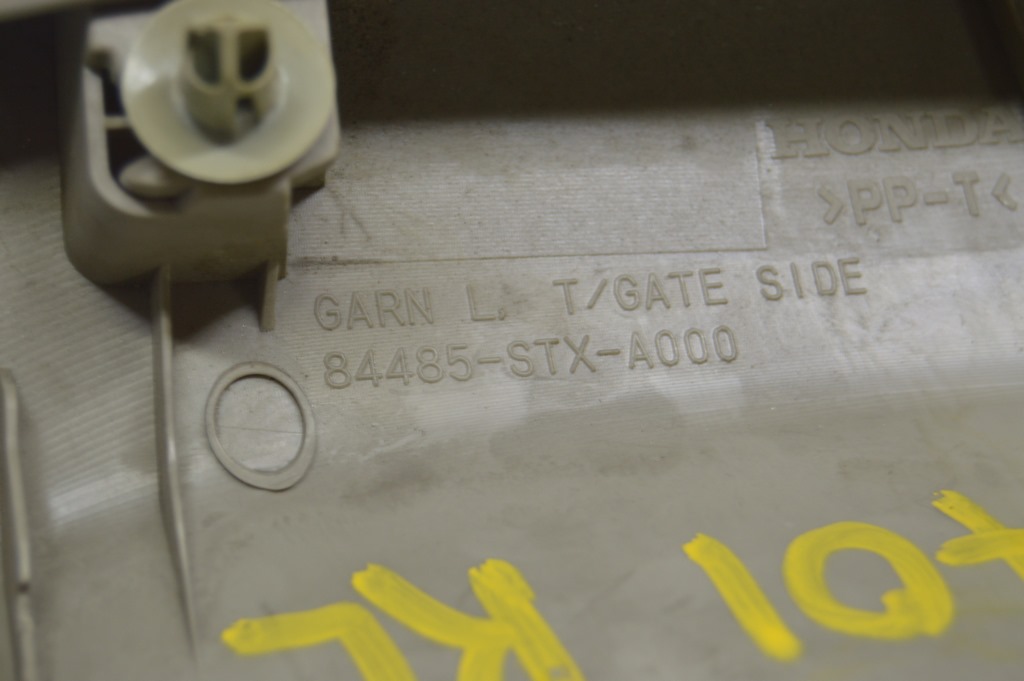 HONDA
>PP-T<
GARN L, T/GATE SIDE
84485-STX-A000